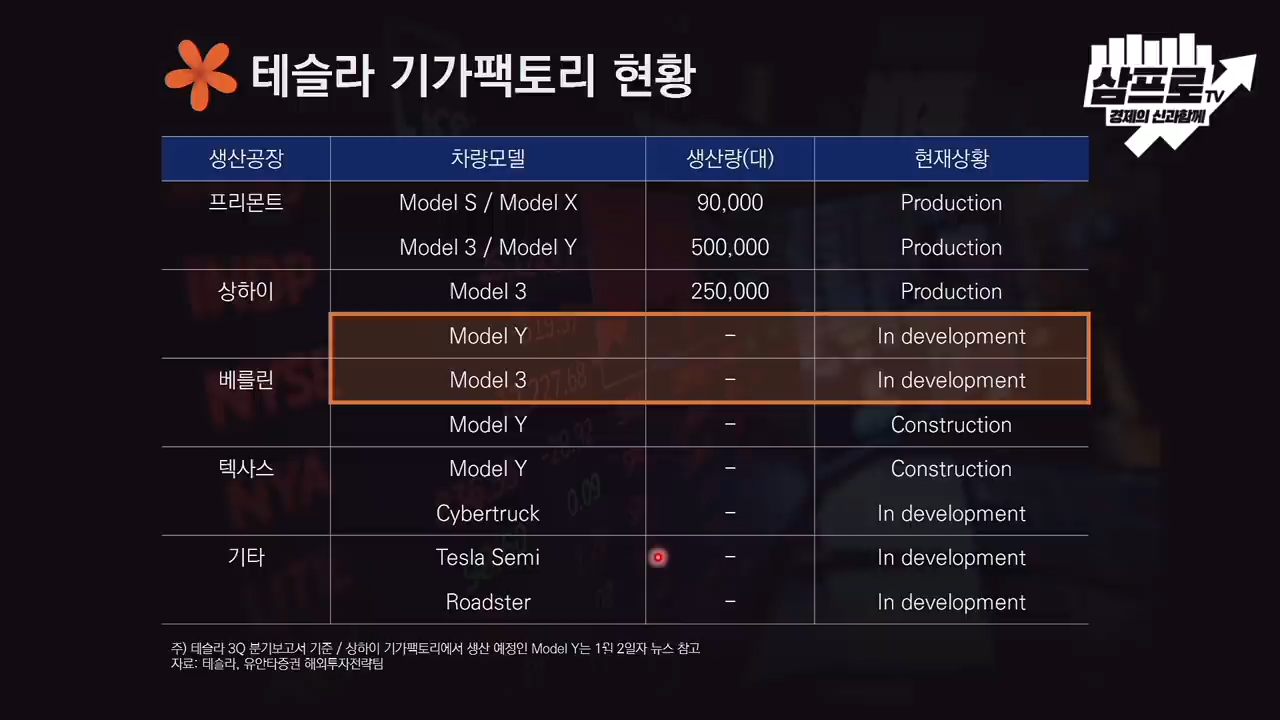 테슬라 기가팩토리 현황
삼프로TV
경제의 신과함께
생산공장 차량모델 생산량(대) 현재상황
프리몬트 Model S / Model X 90,000 Production
Model 3 / Model Y 500,000 Production
상하이 Model 3 250,000 Production
Model Y – In development
베를린 Model 3 – In development
Model Y – Construction
텍사스 Model Y – Construction
Cybertruck – In development
기타 Tesla Semi – In development
Roadster – In development
주) 테슬라 3Q 분기보고서 기준 / 상하이 기가팩토리에서 생산 예정인 Model Y는 1월 2일자 뉴스 참고
자료: 테슬라, 유안타증권 해외투자전략팀